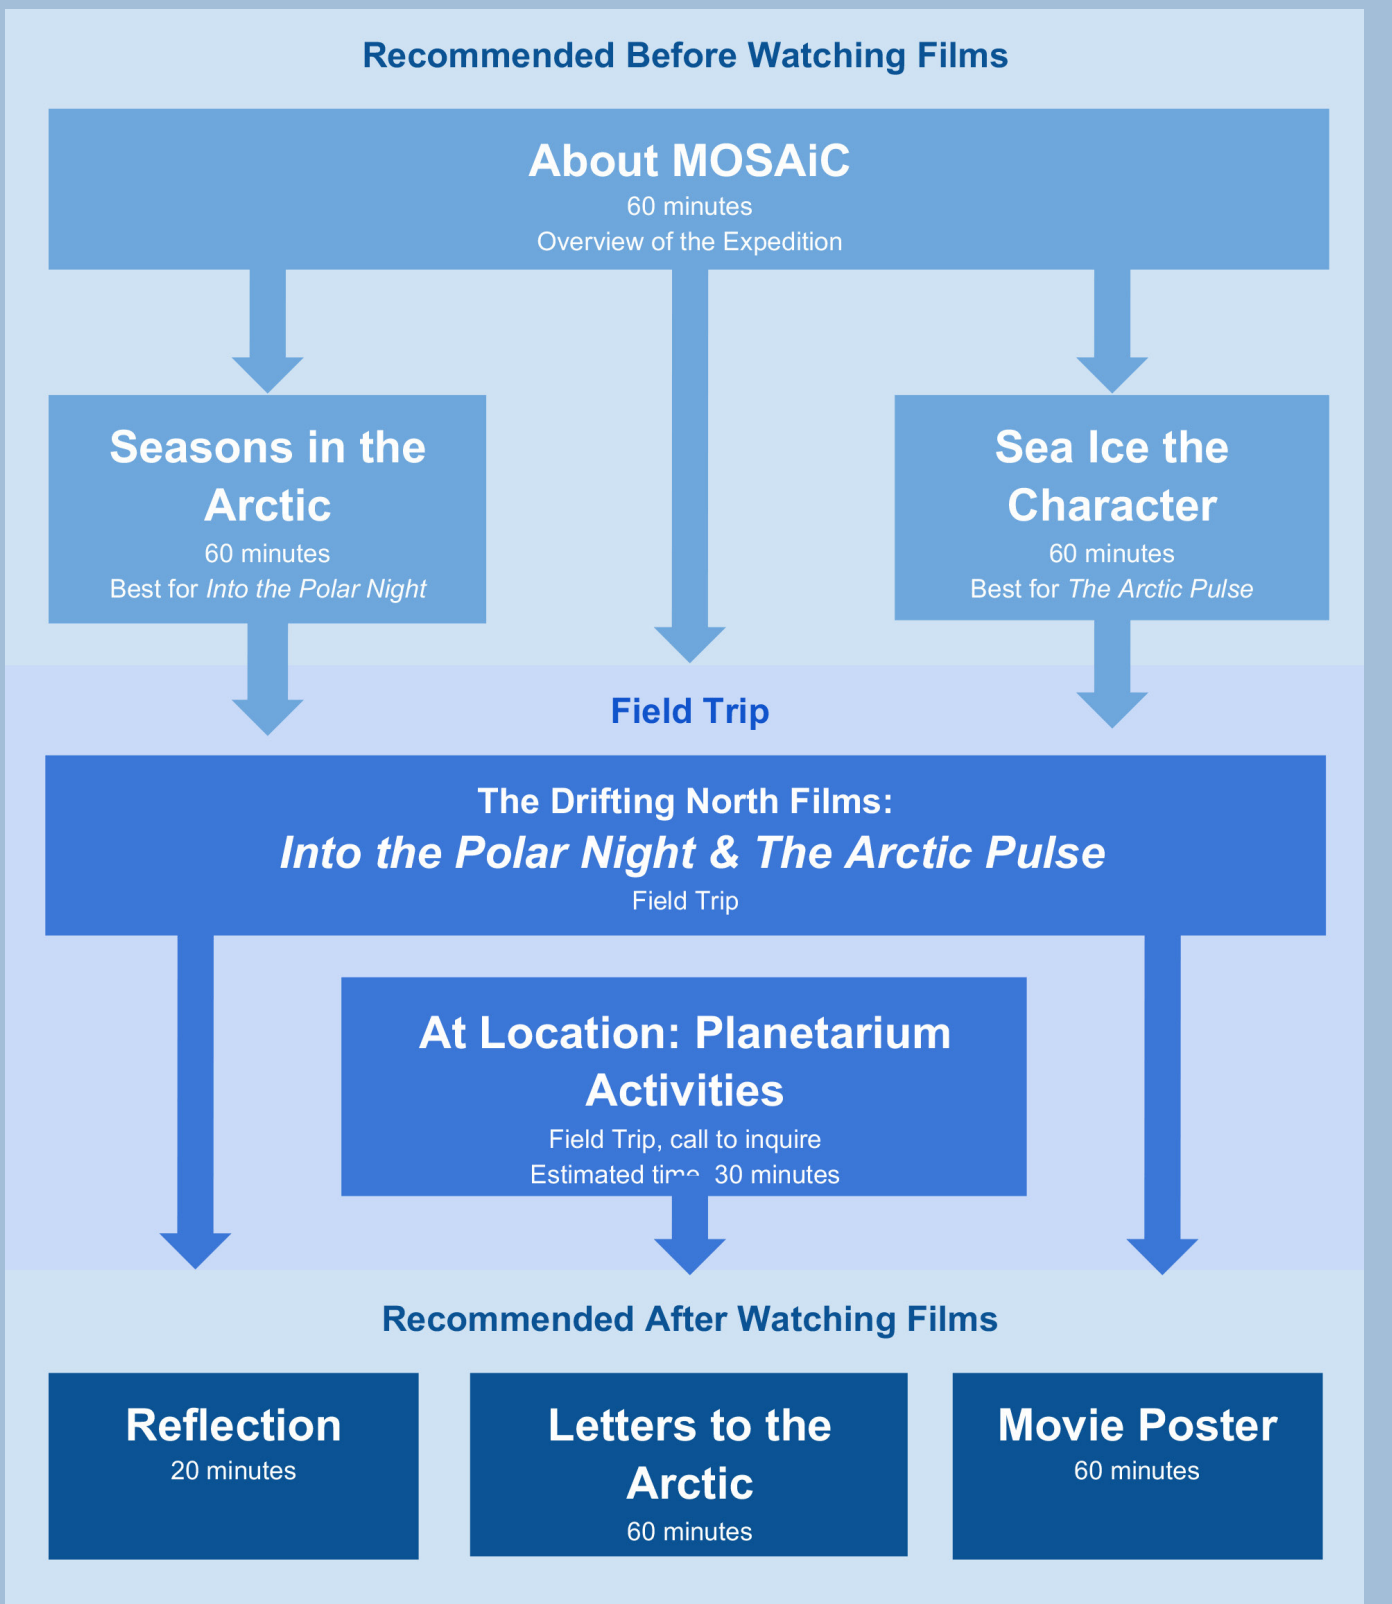 Recommended Before Watching Films
About MOSAiC
60 minutes
Overview of the Expedition
Seasons in the
Arctic
60 minutes
Best for Into the Polar Night
Sea Ice the
Character
60 minutes
Best for The Arctic Pulse
Field Trip
The Drifting North Films:
Into the Polar Night & The Arctic Pulse
Field Trip
At Location: Planetarium
Activities
Field Trip, call to inquire
Estimated time, 30 minutes
Recommended After Watching Films
Reflection
20 minutes
Letters to the
Arctic
60 minutes
Movie Poster
60 minutes